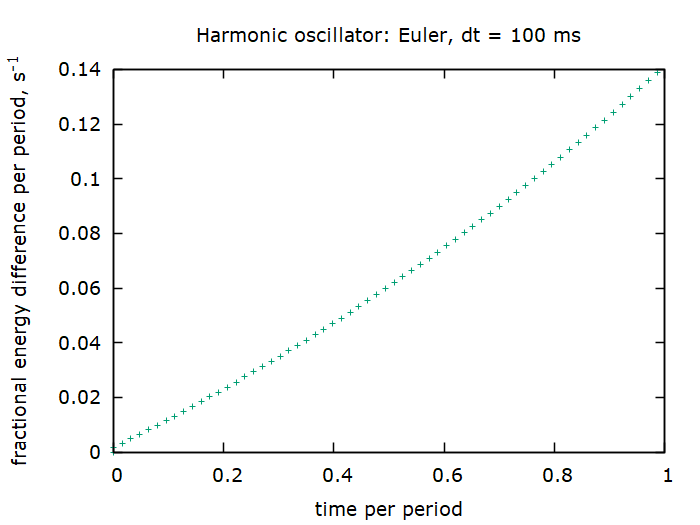 Harmonic oscillator: Euler, dt = 100 ms
fractional energy difference per period, s⁻¹
0.14
0.12
0.1
0.08
0.06
0.04
0.02
0
0 0.2 0.4 0.6 0.8 1
time per period